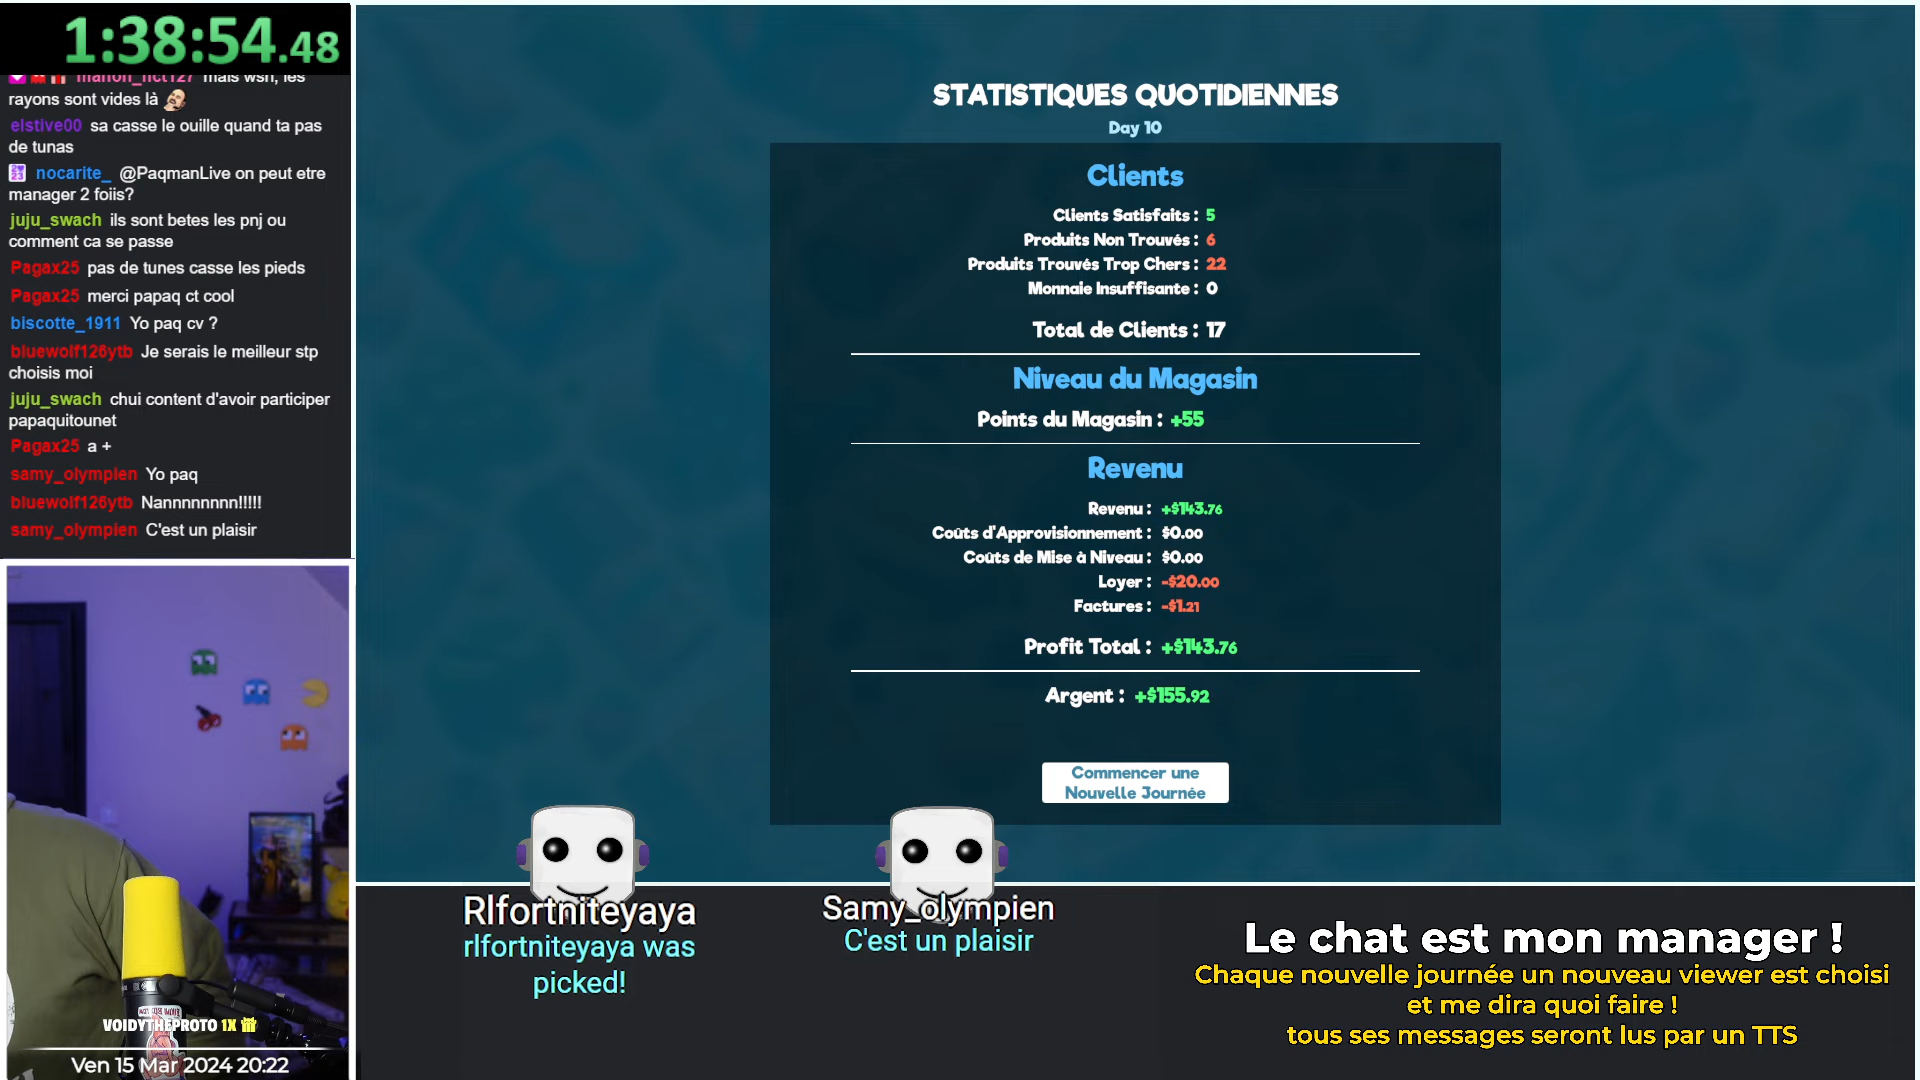 1:38:54.48
manon_nct127 mais wsh, les
rayons sont vides là
elstive00 sa casse le ouille quand ta pas
de tunas
nocarite_ @PaqmanLive on peut etre
manager 2 foiis?
juju_swach ils sont betes les pnj ou
comment ca se passe
Pagax25 pas de tunes casse les pieds
Pagax25 merci papaq ct cool
biscotte_1911 Yo paq cv ?
bluewolf126ytb Je serais le meilleur stp
choisis moi
juju_swach chui content d'avoir participer
papaquitounet
Pagax25 a +
samy_olympien Yo paq
bluewolf126ytb Nannnnnnnn!!!!!
samy_olympien C'est un plaisir
STATISTIQUES QUOTIDIENNES
Day 10
Clients
Clients Satisfaits : 5
Produits Non Trouvés : 6
Produits Trouvés Trop Chers : 22
Monnaie Insuffisante : 0
Total de Clients : 17
Niveau du Magasin
Points du Magasin : +55
Revenu
Revenu : +$143.76
Coûts d'Approvisionnement : $0.00
Coûts de Mise à Niveau : $0.00
Loyer : -$20.00
Factures : -$1.21
Profit Total : +$143.76
Argent : +$155.92
Commencer une
Nouvelle Journée
Rlfortniteyaya
rlfortniteyaya was
picked!
Samy_olympien
C'est un plaisir
Le chat est mon manager !
Chaque nouvelle journée un nouveau viewer est choisi
et me dira quoi faire !
tous ses messages seront lus par un TTS
VOIDYTHEPROTO 1X
Ven 15 Mar 2024 20:22